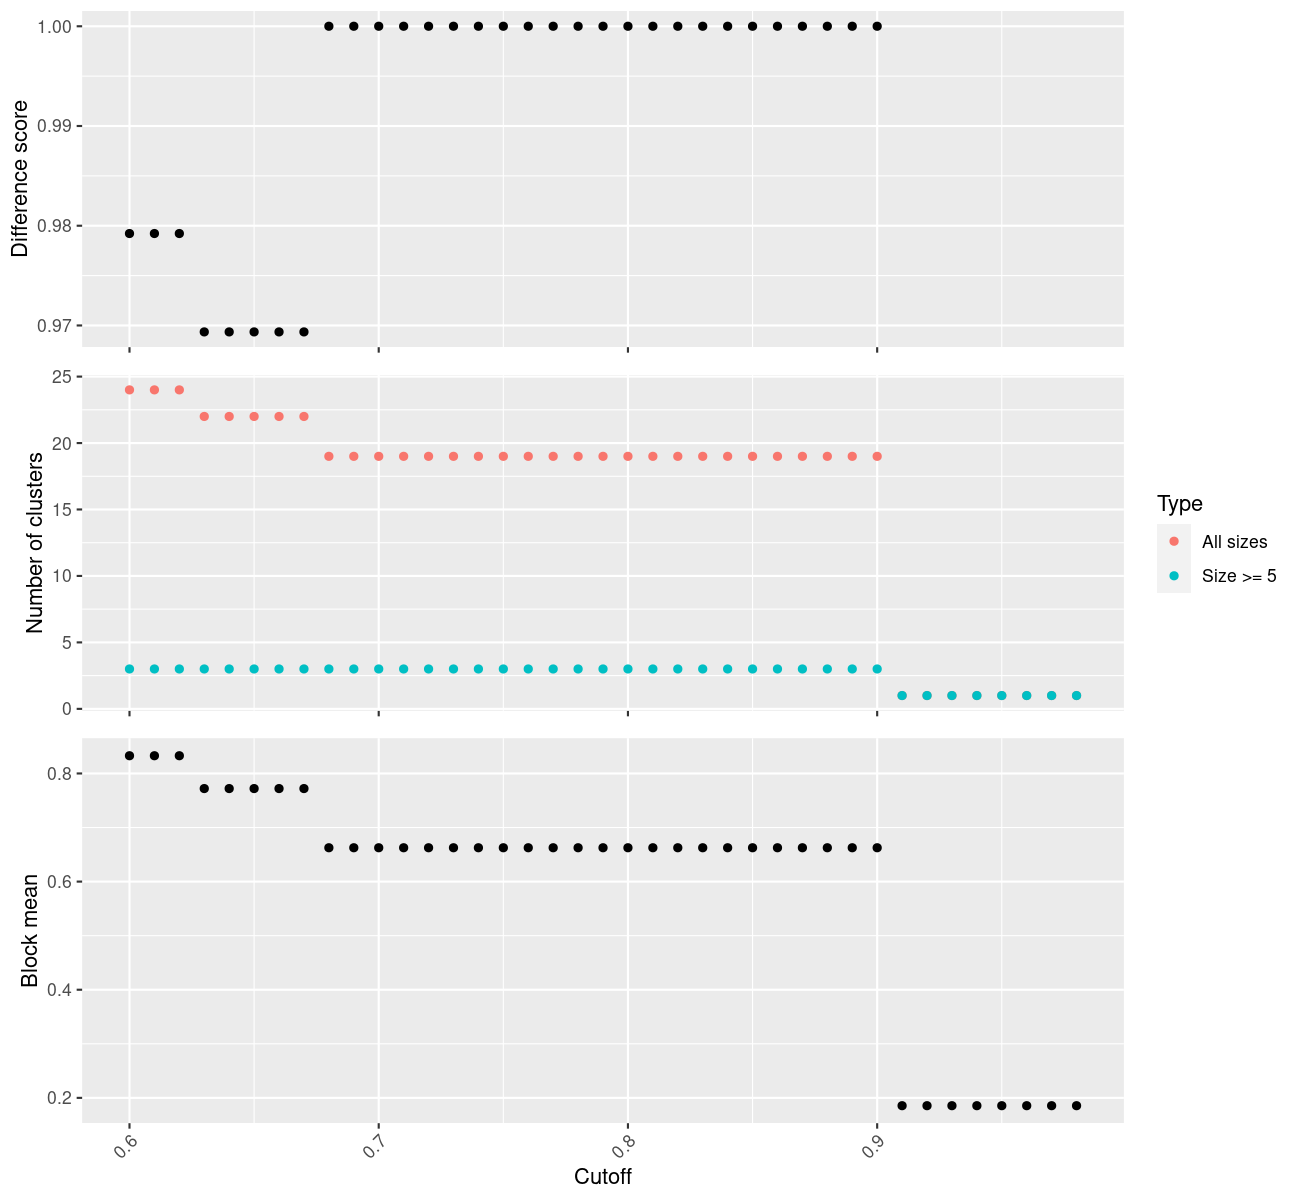 Difference score
1.00
0.99
0.98
0.97
Number of clusters
25
20
15
10
5
0
Type
All sizes
Size >= 5
Block mean
0.8
0.6
0.4
0.2
0.6 0.7 0.8 0.9
Cutoff